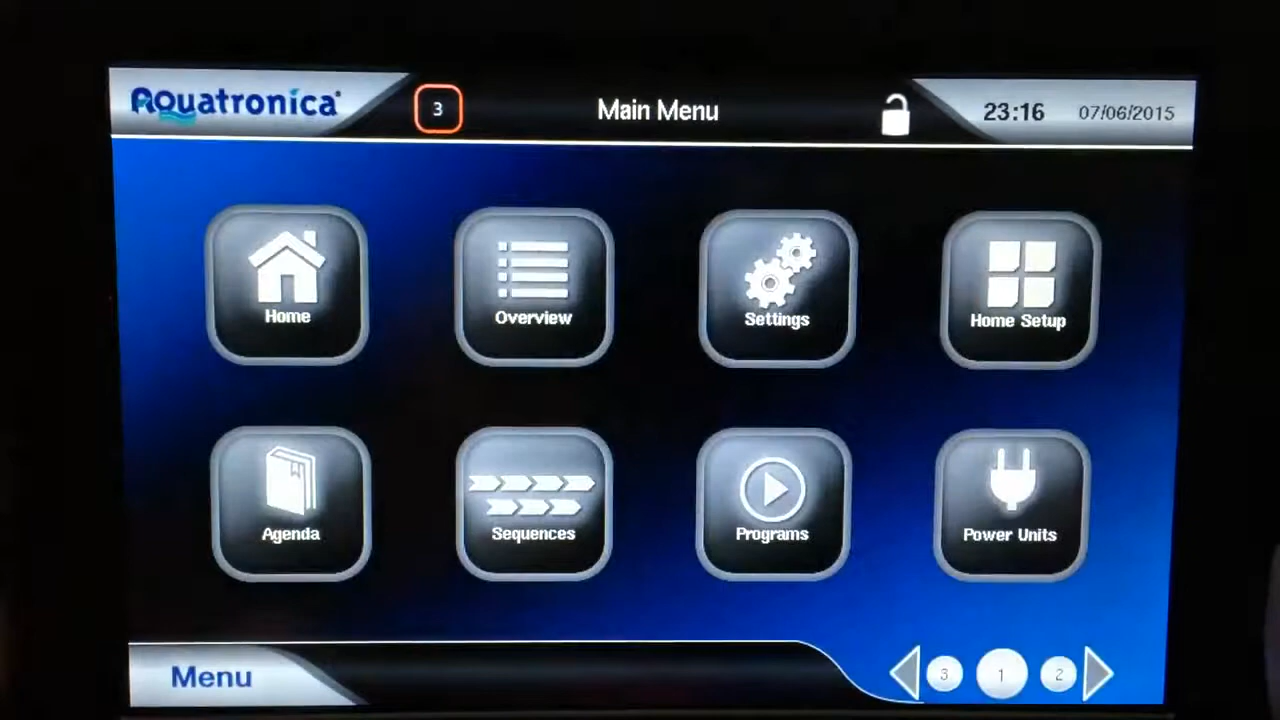 Aquatronica
3
Main Menu
23:16
07/06/2015
Home
Overview
Settings
Home Setup
Agenda
Sequences
Programs
Power Units
Menu
3
1
2